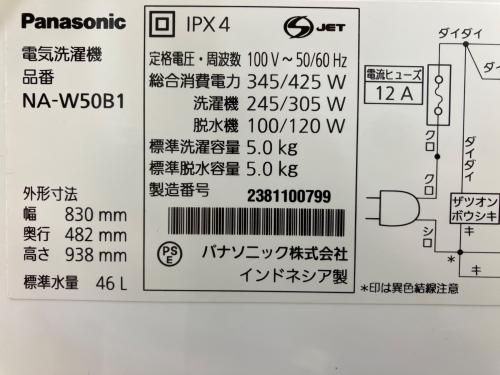 Panasonic
電気洗濯機
品番
NA-W50B1
外形寸法
幅 830 mm
奥行 482 mm
高さ 938 mm
標準水量 46 L
IPX4
S JET
定格電圧・周波数 100 V～50/60 Hz
総合消費電力 345/425 W
洗濯機 245/305 W
脱水機 100/120 W
標準洗濯容量 5.0 kg
標準脱水容量 5.0 kg
製造番号 2381100799
PS
E
パナソニック株式会社
インドネシア製
ダイダイ
ダイ
電流ヒューズ
12 A
クロ
クロ
ダイダイ
シロ
ザツオン
ボウシキ
キ
キ
*
*印は異色結線注意